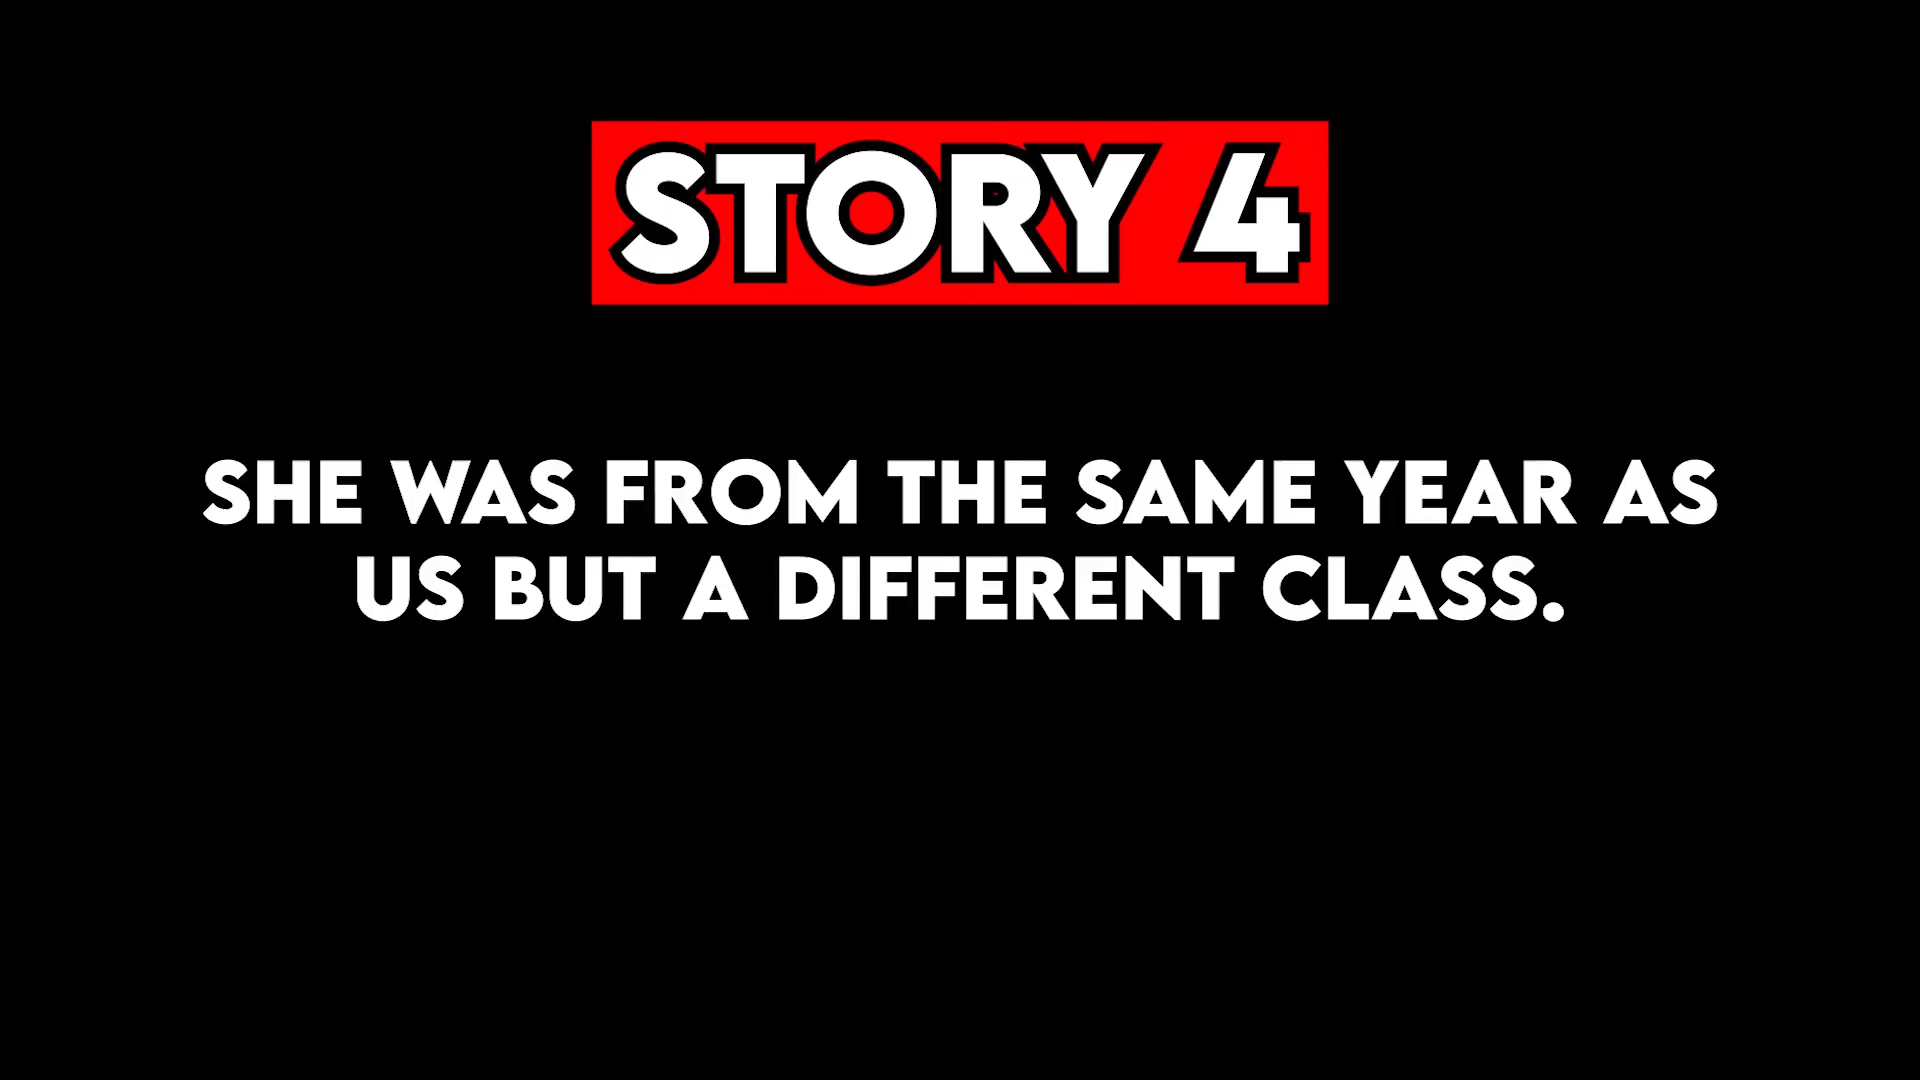 STORY 4
SHE WAS FROM THE SAME YEAR AS
US BUT A DIFFERENT CLASS.